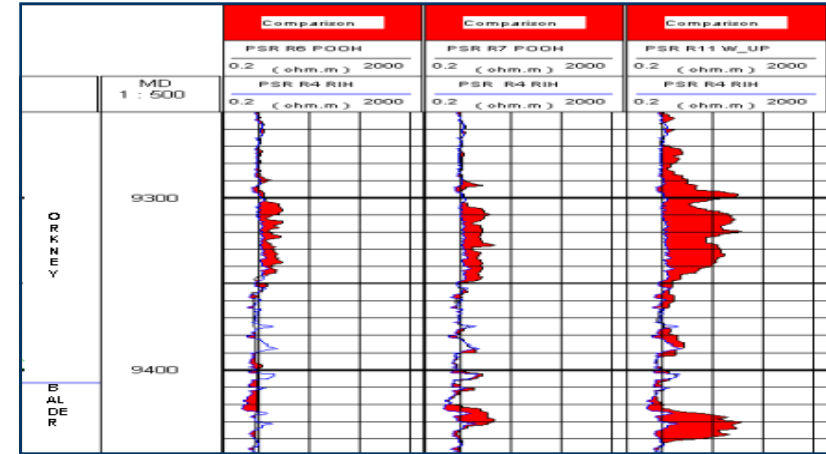 Comparison Comparison Comparison
PSR R6 POOH PSR R7 POOH PSR R11 W_UP
0.2 (ohm.m) 2000 0.2 (ohm.m) 2000 0.2 (ohm.m) 2000
MD PSR R4 RIH PSR R4 RIH PSR R4 RIH
1 : 500 0.2 (ohm.m) 2000 0.2 (ohm.m) 2000 0.2 (ohm.m) 2000
9300
ORKNEY
9400
B
AL
DE
R